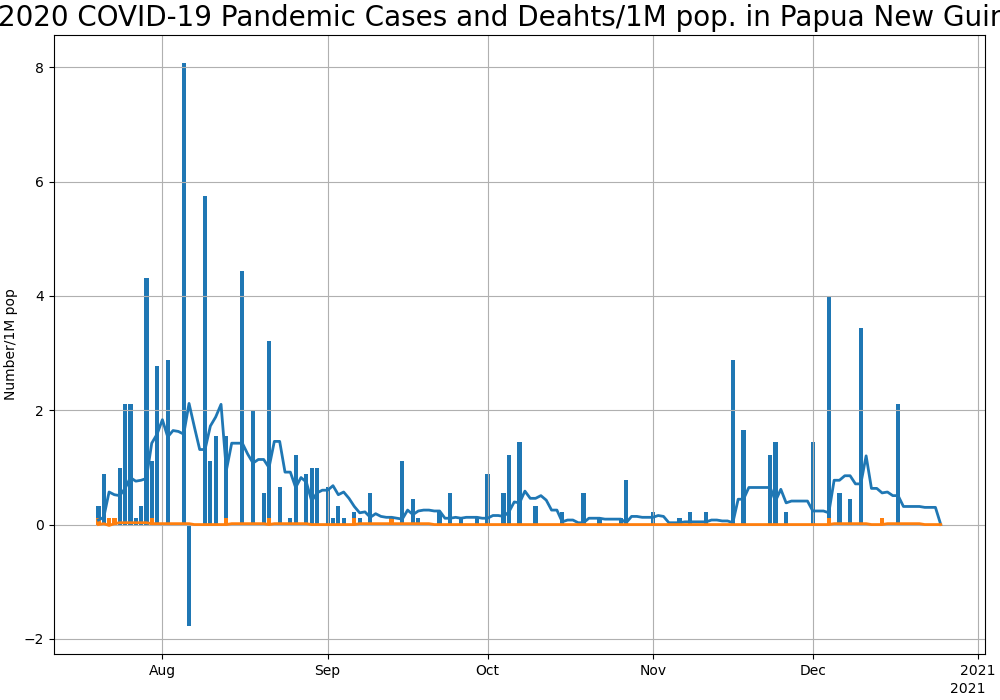 2020 COVID-19 Pandemic Cases and Deahts/1M pop. in Papua New Guin
Number/1M pop
8
6
4
2
0
−2
Aug
Sep
Oct
Nov
Dec
2021
2021